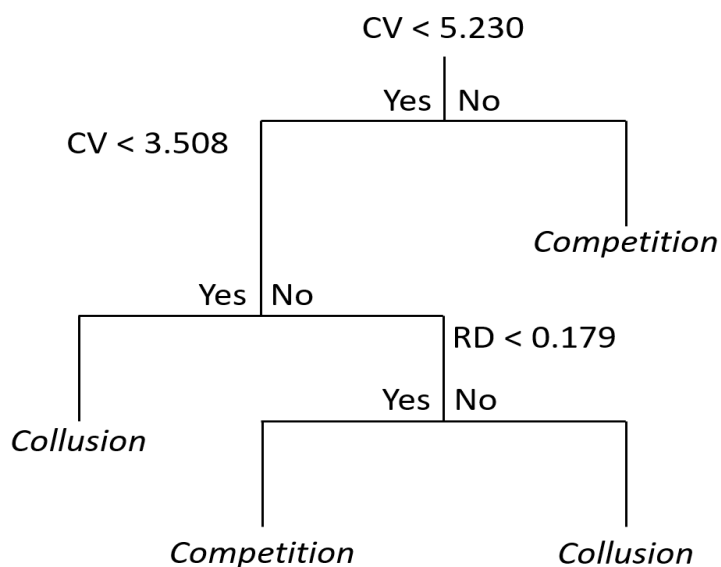 CV < 5.230
Yes No
CV < 3.508
Competition
Yes No
RD < 0.179
Yes No
Collusion
Competition
Collusion